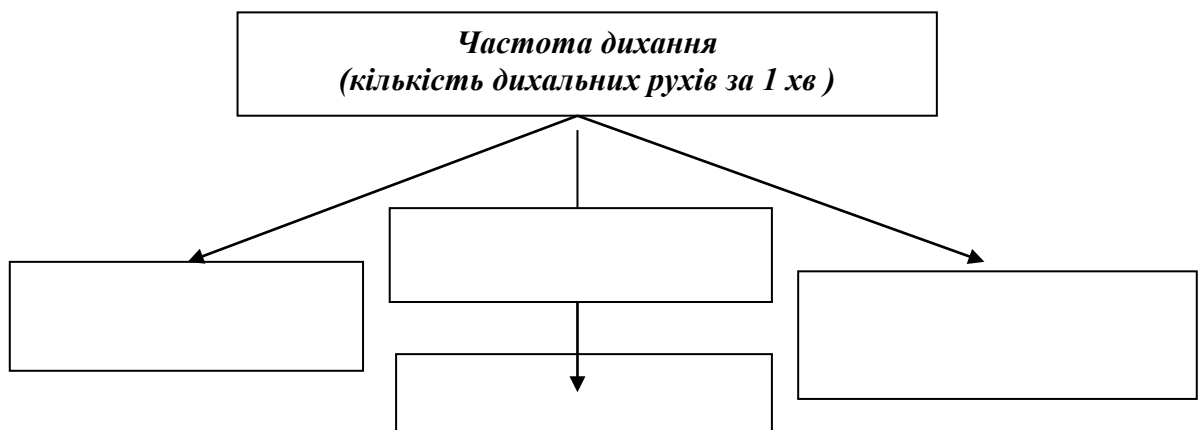 Частота дихання
(кількість дихальних рухів за 1 хв )